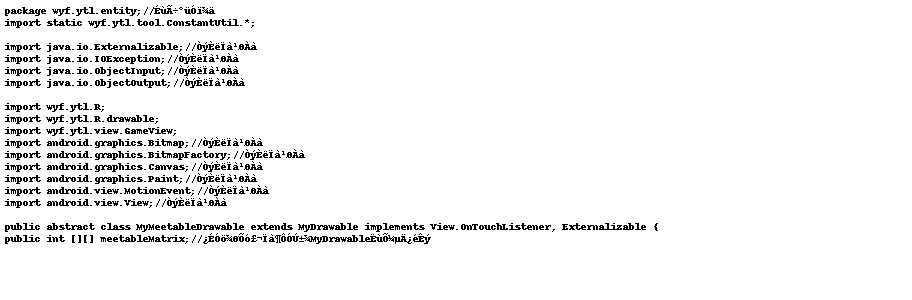 package wyf.ytl.entity;//ÉùÃ÷°üÓï¾ä
import static wyf.ytl.tool.ConstantUtil.*;
import java.io.Externalizable;//ÒýÈëÏà¹ØÀà
import java.io.IOException;//ÒýÈëÏà¹ØÀà
import java.io.ObjectInput;//ÒýÈëÏà¹ØÀà
import java.io.ObjectOutput;//ÒýÈëÏà¹ØÀà
import wyf.ytl.R;
import wyf.ytl.R.drawable;
import wyf.ytl.view.GameView;
import android.graphics.Bitmap;//ÒýÈëÏà¹ØÀà
import android.graphics.BitmapFactory;//ÒýÈëÏà¹ØÀà
import android.graphics.Canvas;//ÒýÈëÏà¹ØÀà
import android.graphics.Paint;//ÒýÈëÏà¹ØÀà
import android.view.MotionEvent;//ÒýÈëÏà¹ØÀà
import android.view.View;//ÒýÈëÏà¹ØÀà
public abstract class MyMeetableDrawable extends MyDrawable implements View.OnTouchListener, Externalizable {
public int [][] meetableMatrix;//¿ÉÓö¾ØÕó£¬Ïà¶ÔÓÚ±¾MyDrawableËùÕ¼µÄ¿éÊý